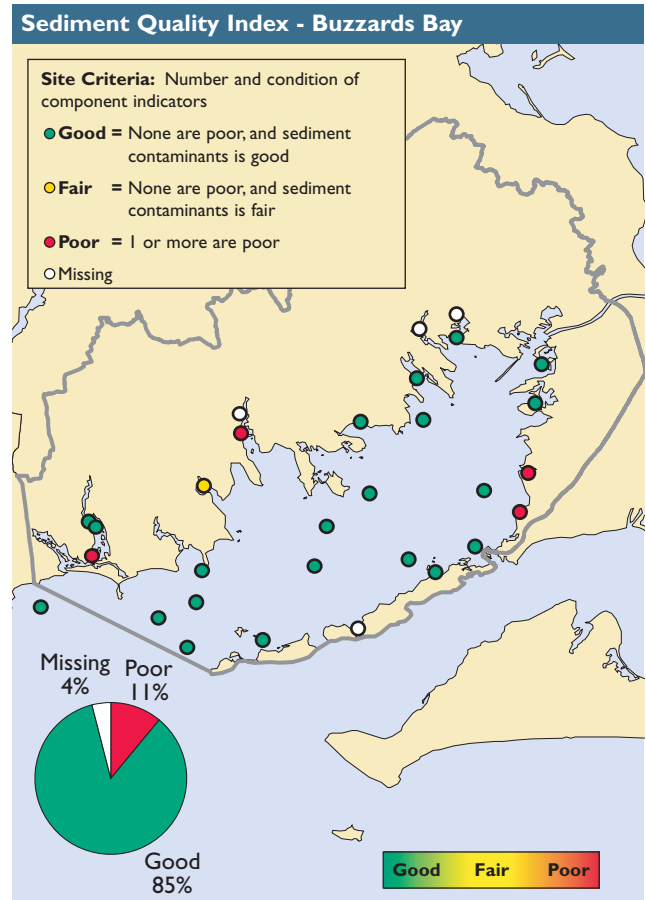 Sediment Quality Index - Buzzards Bay
Site Criteria: Number and condition of
component indicators
Good = None are poor, and sediment
contaminants is good
Fair = None are poor, and sediment
contaminants is fair
Poor = 1 or more are poor
Missing
Missing
4%
Poor
11%
Good
85%
Good Fair Poor